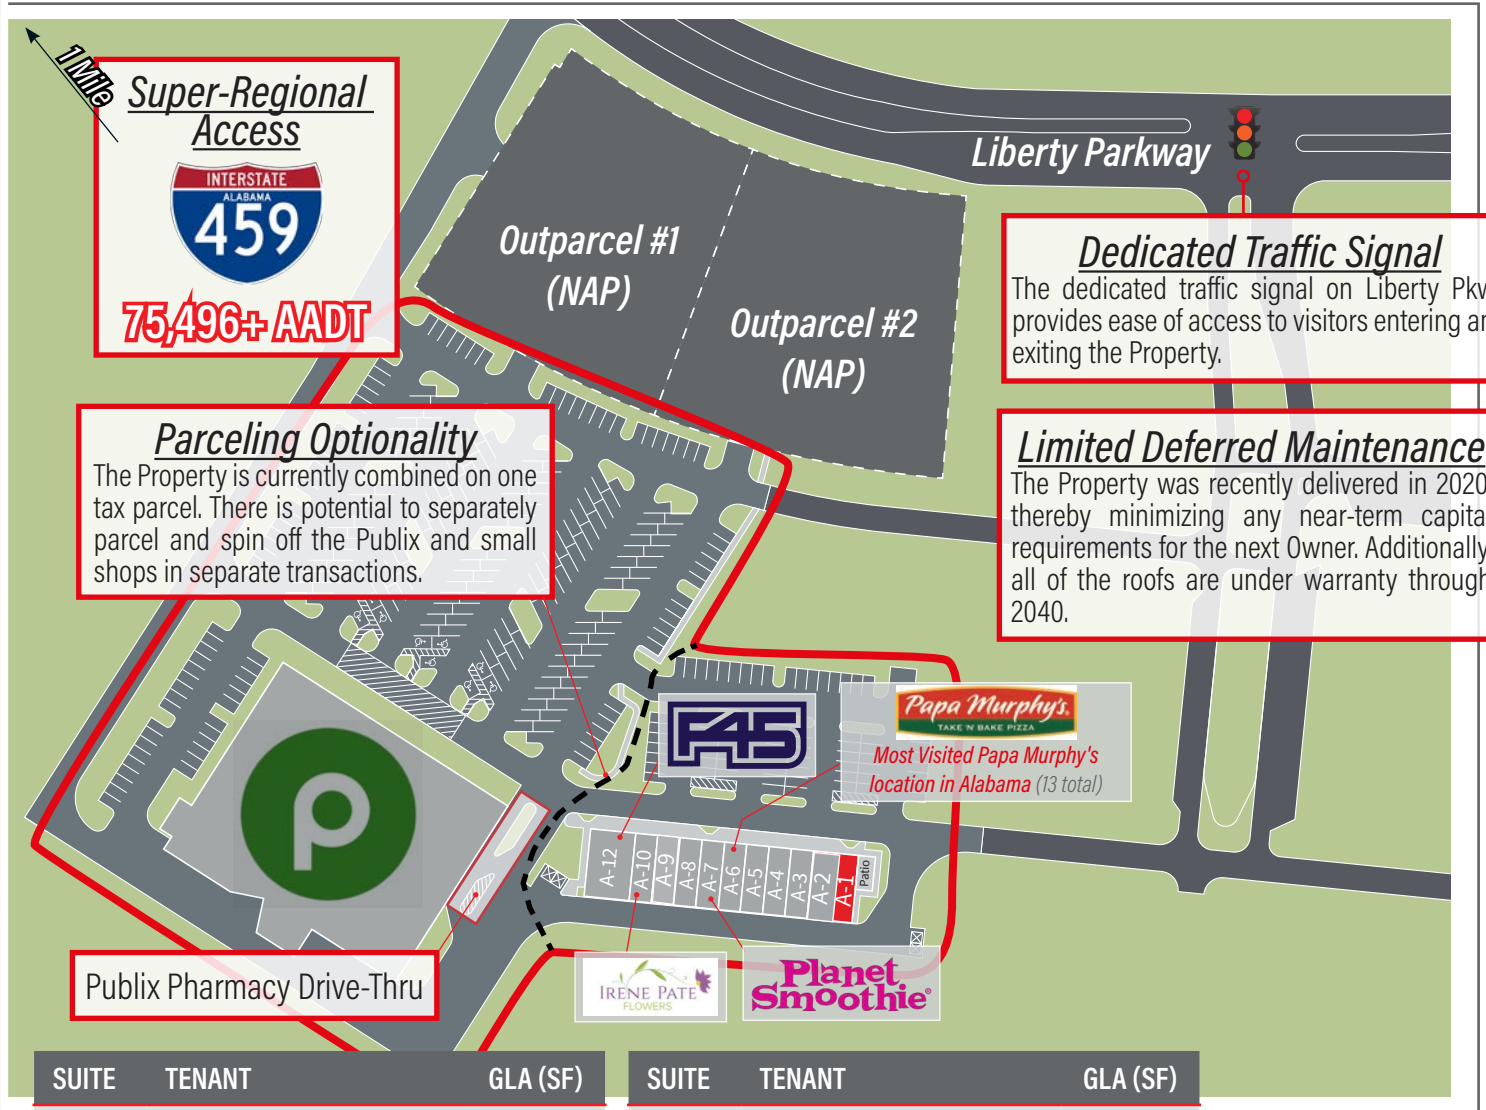 1 Mile
Super-Regional
Access
INTERSTATE
ALABAMA
459
75,496+ AADT
Liberty Parkway
Outparcel #1
(NAP)
Outparcel #2
(NAP)
Dedicated Traffic Signal
The dedicated traffic signal on Liberty Pkw
provides ease of access to visitors entering an
exiting the Property.
Parceling Optionality
The Property is currently combined on one
tax parcel. There is potential to separately
parcel and spin off the Publix and small
shops in separate transactions.
Limited Deferred Maintenance
The Property was recently delivered in 2020
thereby minimizing any near-term capita
requirements for the next Owner. Additionally
all of the roofs are under warranty through
2040.
F45
Papa Murphy's
TAKE 'N' BAKE PIZZA
Most Visited Papa Murphy's
location in Alabama (13 total)
p
A-12
A-10
A-9
A-8
A-7
A-6
A-5
A-4
A-3
A-2
A-1
Patio
Publix Pharmacy Drive-Thru
IRENE PATE
FLOWERS
Planet
Smoothie®
SUITE TENANT GLA (SF) SUITE TENANT GLA (SF)